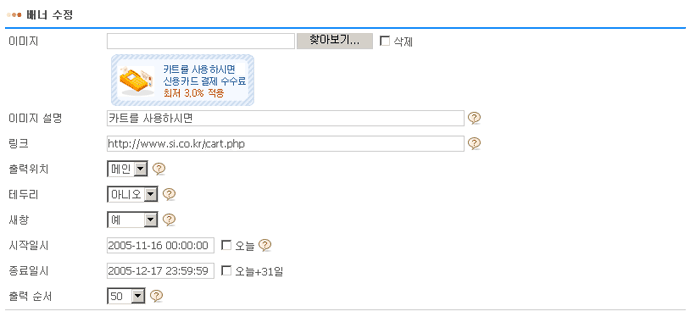 배너 수정
이미지 찾아보기... 삭제
카트를 사용하시면
신용카드 결제 수수료
최저 3.0% 적용
이미지 설명 카트를 사용하시면
링크 http://www.si.co.kr/cart.php
출력위치 메인
테두리 아니오
새창 예
시작일시 2005-11-16 00:00:00 오늘
종료일시 2005-12-17 23:59:59 오늘+31일
출력 순서 50